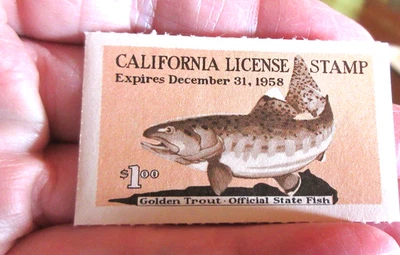 CALIFORNIA LICENSE STAMP
Expires December 31, 1958
$1.00
Golden Trout · Official State Fish